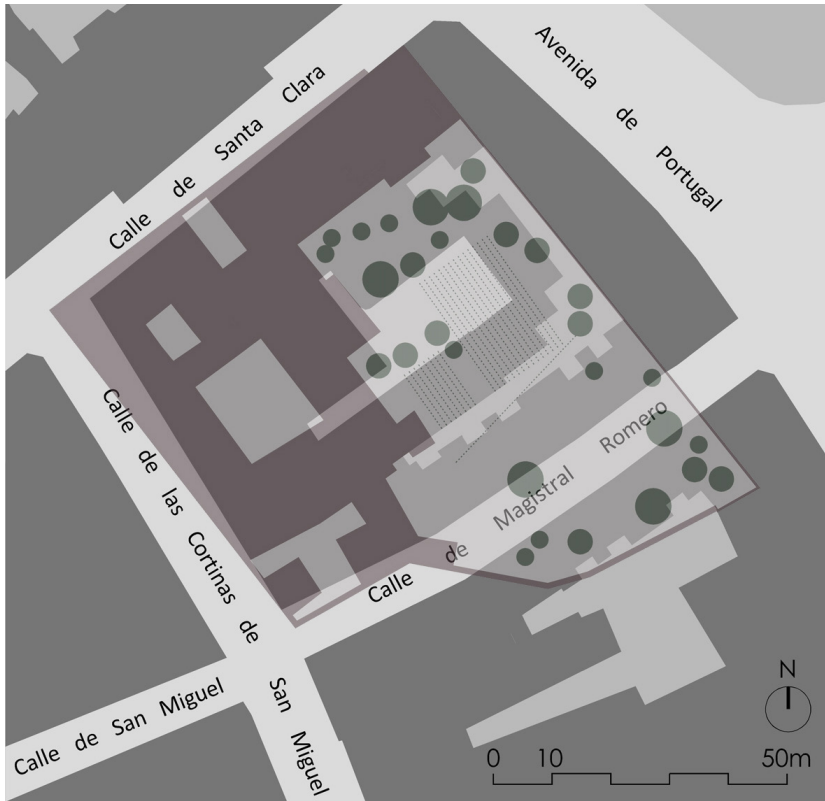 Avenida de Portugal
Calle de Santa Clara
Calle de las Cortinas de San Miguel
Calle de Magistral Romero
Calle de San Miguel
N
0 10 50m